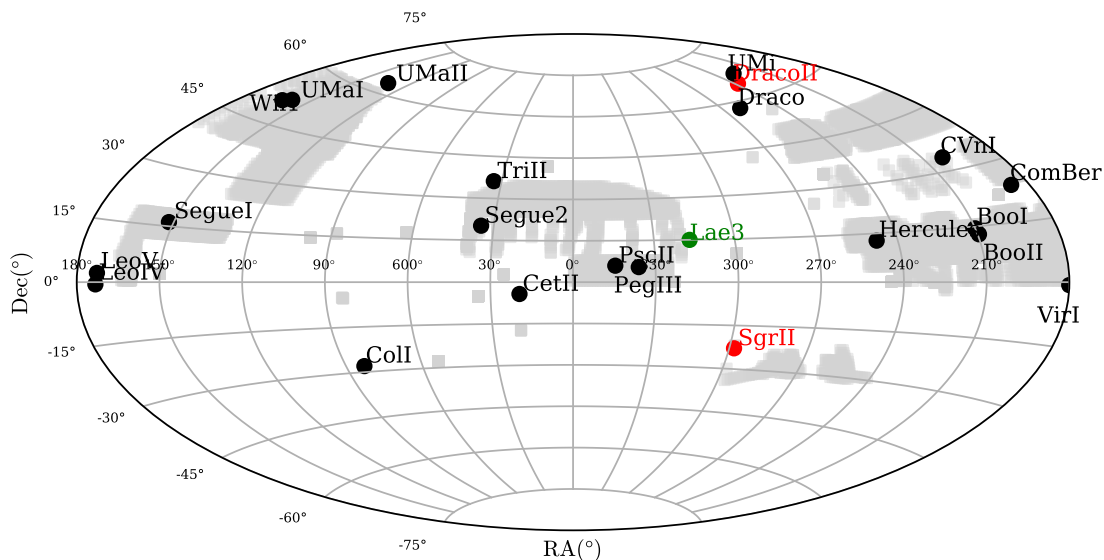 75°
60°
UMi
UMaII
DracoII
45°
UMaI
Draco
Wil1
30°
CVnI
TriII
ComBer
15°
SegueI
Segue2
BooI
Lae3
Hercules
PscII
BooII
LeoV
180° 150° 120° 90° 600° 30° 0° 330° 300° 270° 210°
LeoIV
0°
CetII
PegIII
VirI
Dec(°)
SgrII
-15°
ColI
-30°
-45°
-60°
-75°
RA(°)